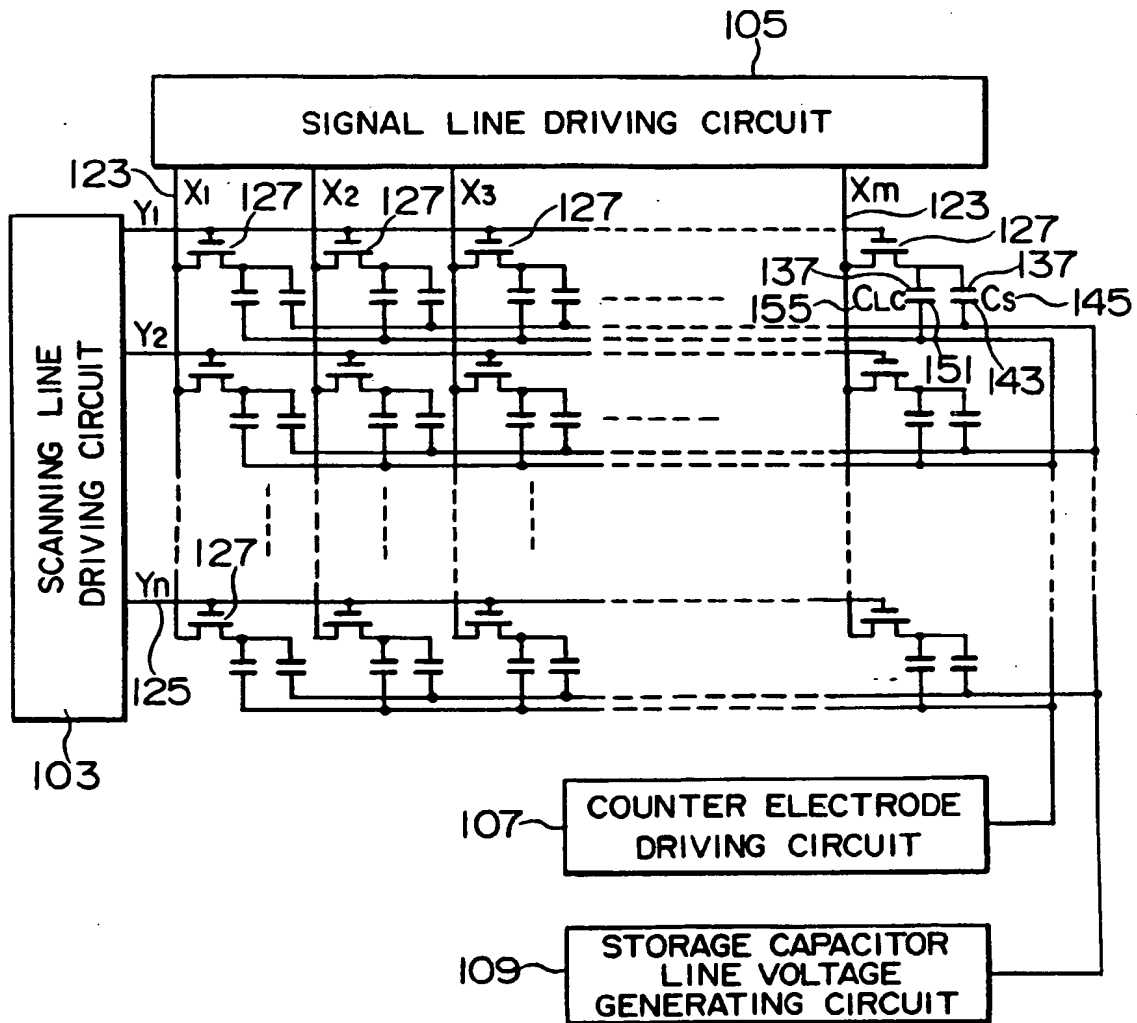 105
SIGNAL LINE DRIVING CIRCUIT
123 X1 X2 X3 Xm
Y1 127 127 127 123
127
137 137
155 CLC Cs 145
Y2 151 143
SCANNING LINE
DRIVING CIRCUIT
127
Yn
125
103
107 COUNTER ELECTRODE
DRIVING CIRCUIT
109 STORAGE CAPACITOR
LINE VOLTAGE
GENERATING CIRCUIT